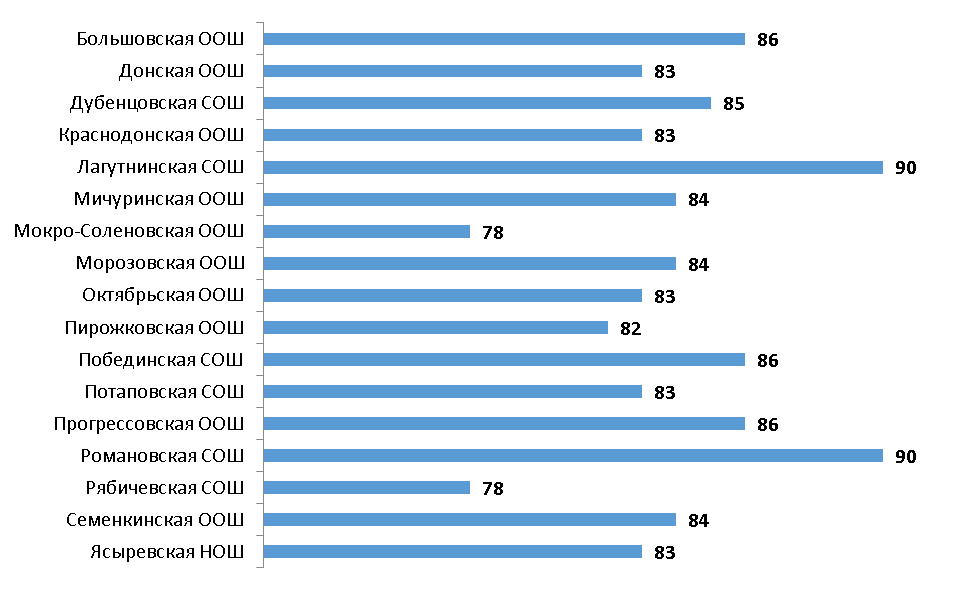 Большовская ООШ 86
Донская ООШ 83
Дубенцовская СОШ 85
Краснодонская ООШ 83
Лагутнинская СОШ 90
Мичуринская ООШ 84
Мокро-Соленовская ООШ 78
Морозовская ООШ 84
Октябрьская ООШ 83
Пирожковская ООШ 82
Побединская СОШ 86
Потаповская СОШ 83
Прогрессовская ООШ 86
Романовская СОШ 90
Рябичевская СОШ 78
Семенкинская ООШ 84
Ясыревская НОШ 83